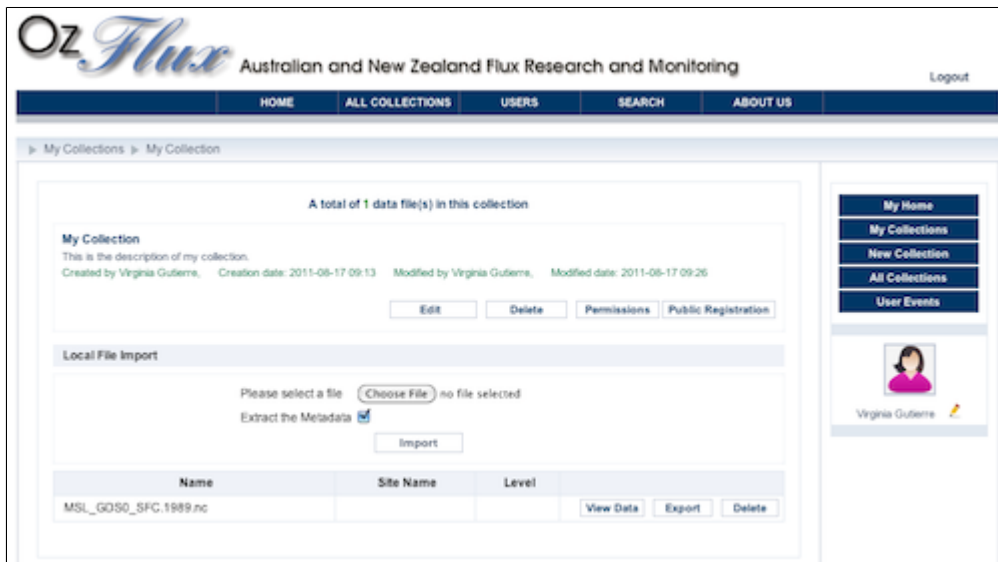 Oz Flux Australian and New Zealand Flux Research and Monitoring
Logout
HOME ALL COLLECTIONS USERS SEARCH ABOUT US
My Collections My Collection
A total of 1 data file(s) in this collection
My Collection
This is the description of my collection.
Created by Virginia Gutierre, Creation date: 2011-08-17 09:13 Modified by Virginia Gutierre, Modified date: 2011-08-17 09:26
Edit Delete Permissions Public Registration
Local File Import
Please select a file Choose File no file selected
Extract the Metadata
Import
Name Site Name Level
MSL_GDS0_SFC.1989.nc View Data Export Delete
My Home
My Collections
New Collection
All Collections
User Events
Virginia Gutierre